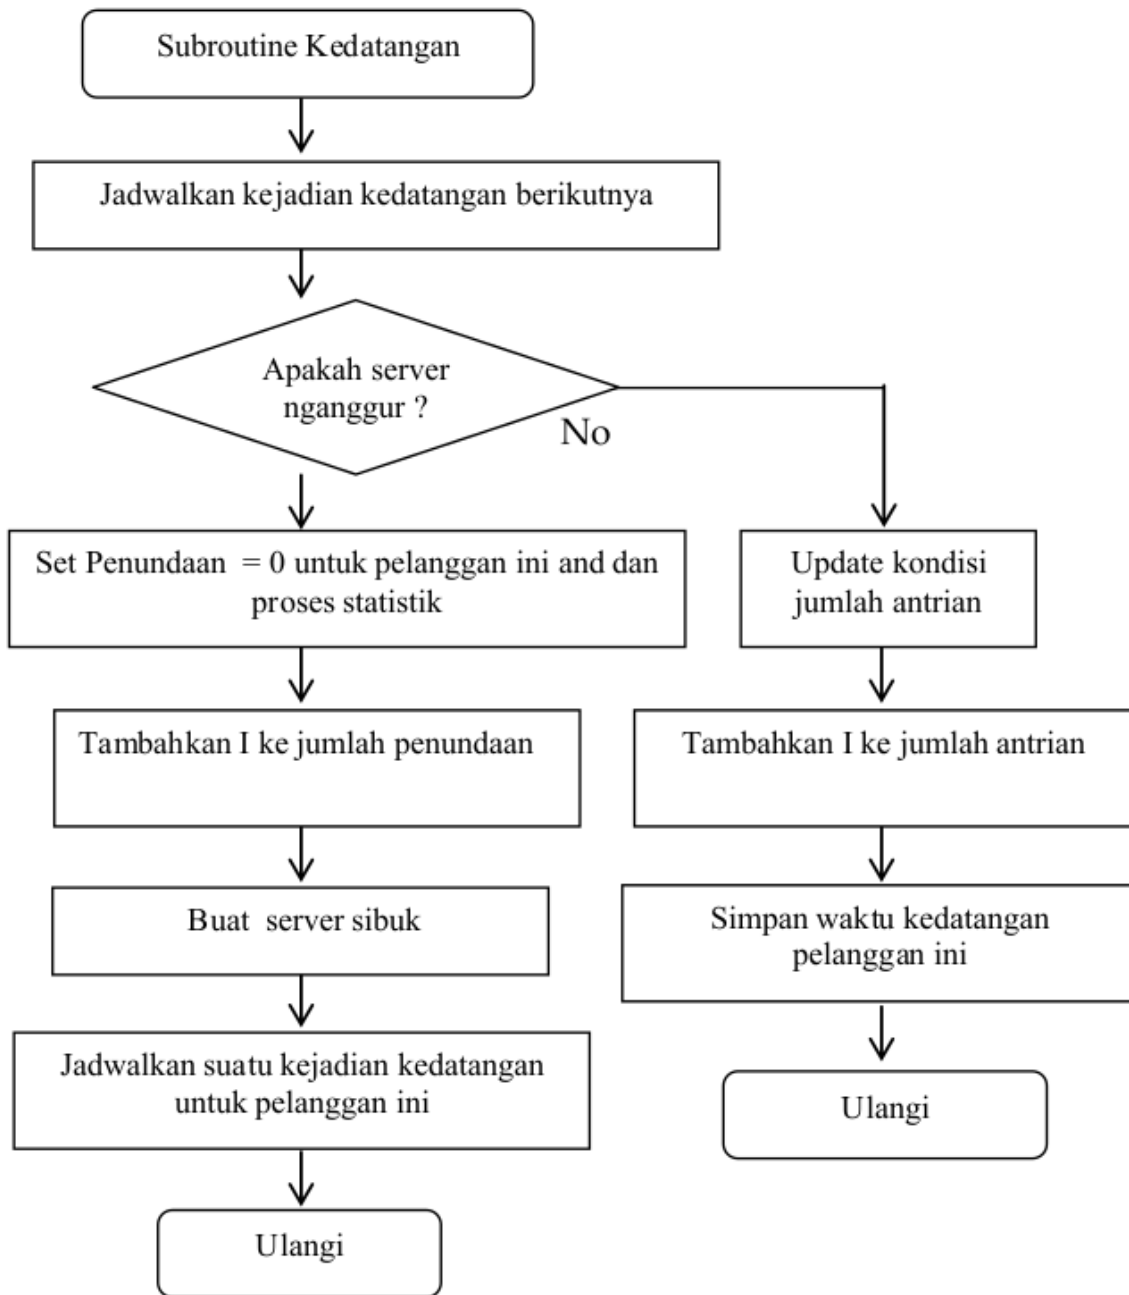 Subroutine Kedatangan
Jadwalkan kejadian kedatangan berikutnya
Apakah server
nganggur ?
No
Set Penundaan = 0 untuk pelanggan ini and dan
proses statistik
Update kondisi
jumlah antrian
Tambahkan I ke jumlah penundaan
Tambahkan I ke jumlah antrian
Buat server sibuk
Simpan waktu kedatangan
pelanggan ini
Jadwalkan suatu kejadian kedatangan
untuk pelanggan ini
Ulangi
Ulangi